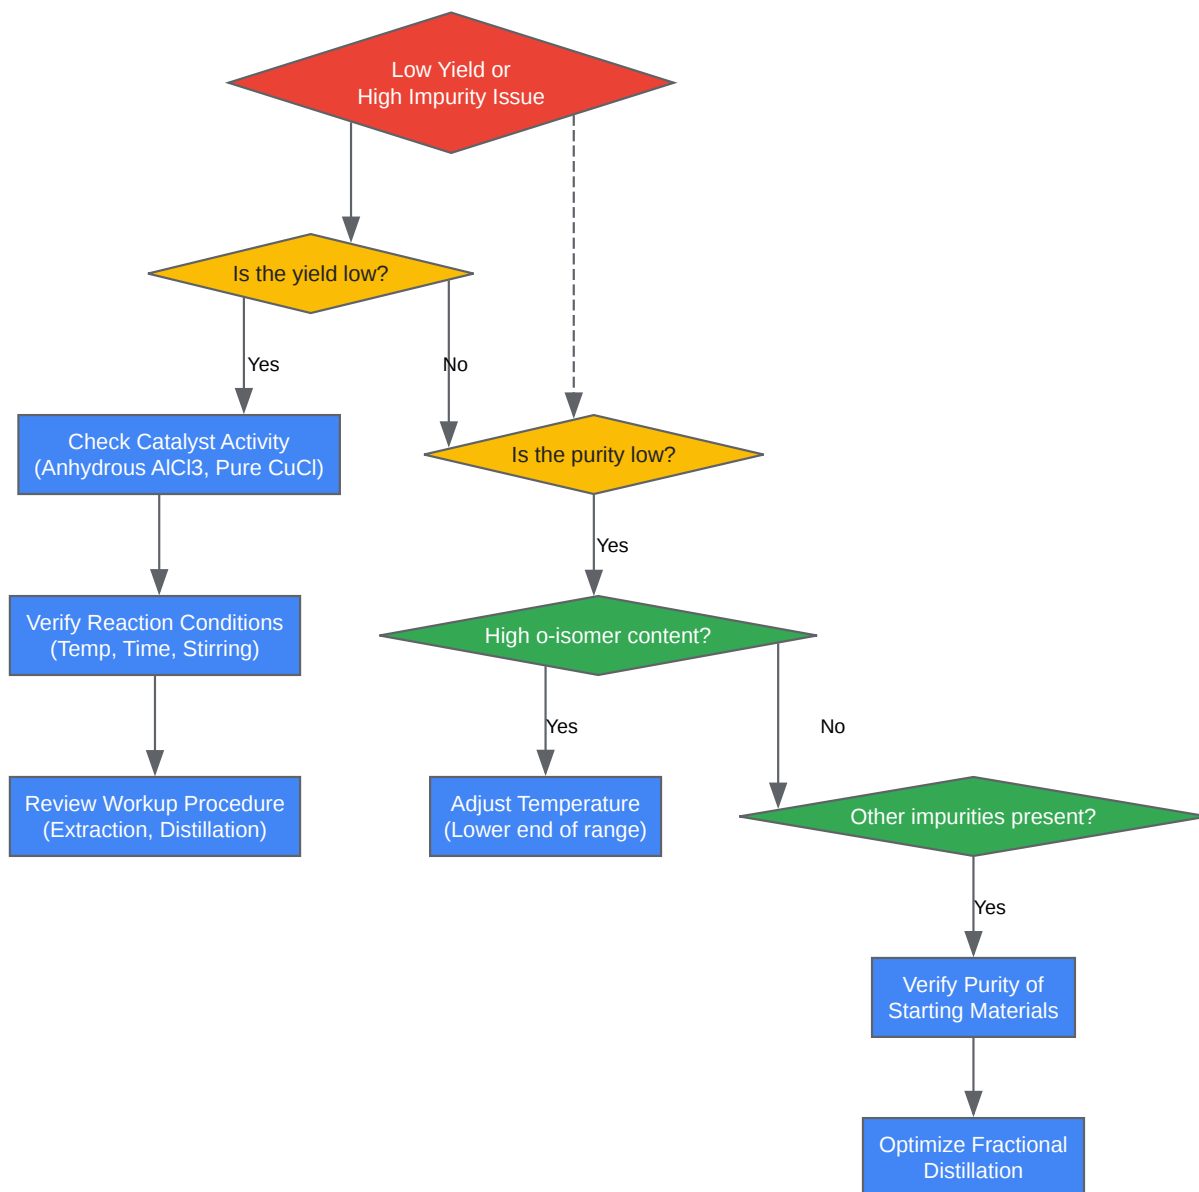 Low Yield or
High Impurity Issue
Is the yield low?
Yes
No
Check Catalyst Activity
(Anhydrous AlCl3, Pure CuCl)
Is the purity low?
Yes
Verify Reaction Conditions
(Temp, Time, Stirring)
High o-isomer content?
Yes
No
Review Workup Procedure
(Extraction, Distillation)
Adjust Temperature
(Lower end of range)
Other impurities present?
Yes
Verify Purity of
Starting Materials
Optimize Fractional
Distillation